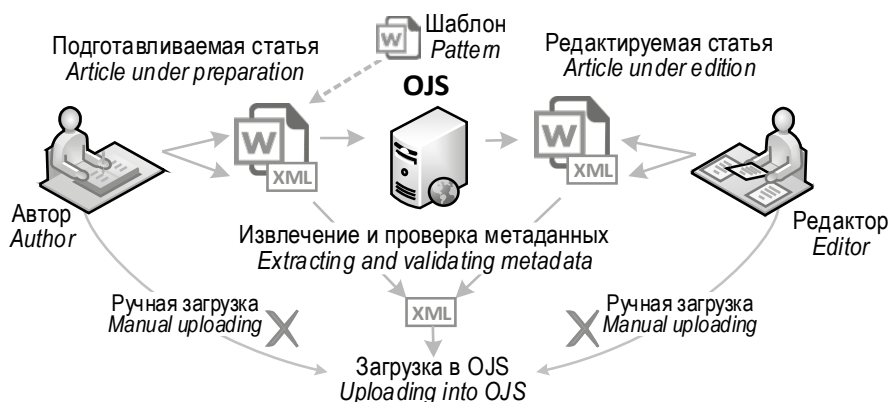 Шаблон
Pattern
Подготавливаемая статья
Article under preparation
Редактируемая статья
Article under edition
OJS
W
W
XML
W
XML
Автор
Author
Редактор
Editor
Извлечение и проверка метаданных
Extracting and validating metadata
Ручная загрузка
Manual uploading
XML
Ручная загрузка
Manual uploading
Загрузка в OJS
Uploading into OJS